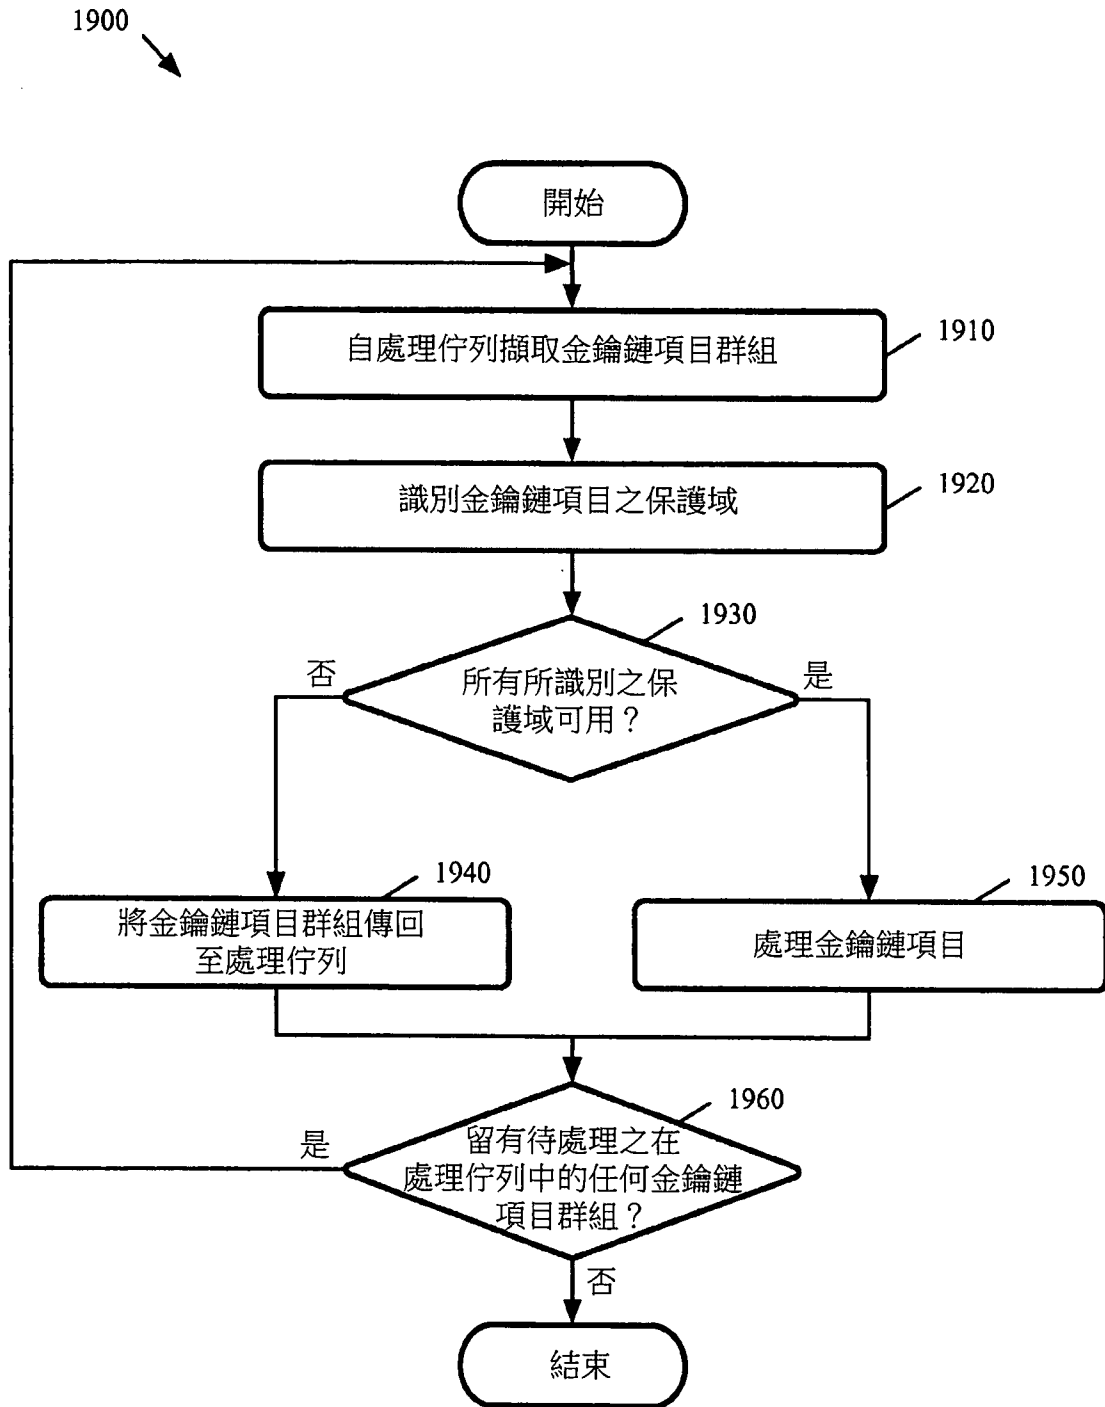 1900
開始
自處理佇列擷取金鑰鏈項目群組
1910
識別金鑰鏈項目之保護域
1920
1930
否
所有所識別之保
護域可用？
是
1940
將金鑰鏈項目群組傳回
至處理佇列
1950
處理金鑰鏈項目
1960
是
留有待處理之在
處理佇列中的任何金鑰鏈
項目群組？
否
結束